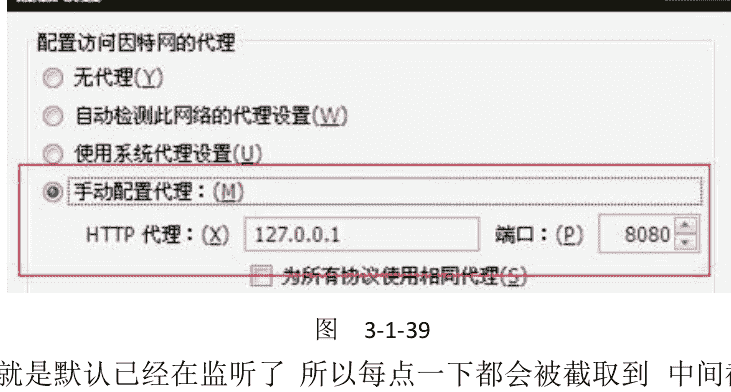 配置访问因特网的代理
无代理(Y)
自动检测此网络的代理设置(W)
使用系统代理设置(U)
手动配置代理：(M)
HTTP 代理：(X) 127.0.0.1 端口：(P) 8080
为所有协议使用相同代理(S)
图 3-1-39
就是默认已经在监听了 所以每点一下都会被截取到 中间